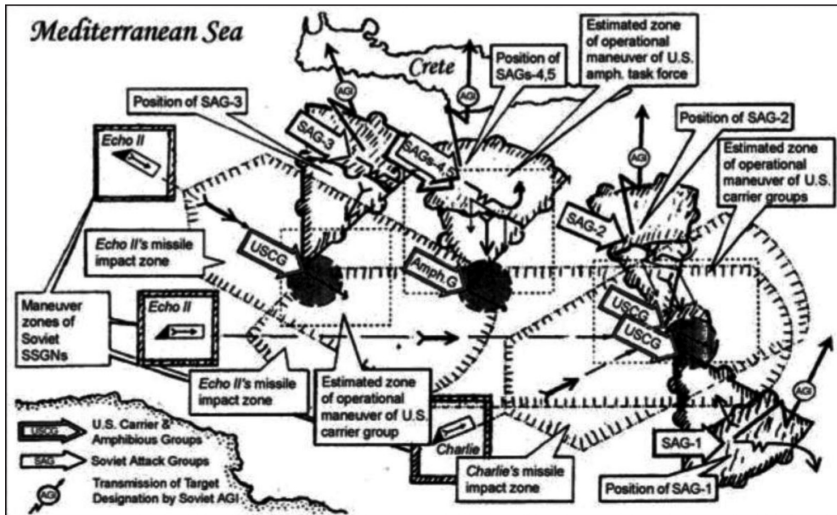 Mediterranean Sea
Crete
Estimated zone
of operational
maneuver of U.S.
amph. task force
Position of
SAGs-4,5
Position of SAG-3
Position of SAG-2
Estimated zone
of operational
maneuver of U.S.
carrier groups
AGI
AGI
AGI
Echo II
SAG-3
SAGs-4,5
SAG-2
Echo II's missile
impact zone
USCG
Amph.G
USCG
USCG
Maneuver
zones of
Soviet
SSGNs
Echo II
Echo II's missile
impact zone
Estimated zone
of operational
maneuver of U.S.
carrier group
Charlie
Charlie's missile
impact zone
AGI
SAG-1
Position of SAG-1
USCG
U.S. Carrier &
Amphibious Groups
SAG
Soviet Attack Groups
AGI
Transmission of Target
Designation by Soviet AGI